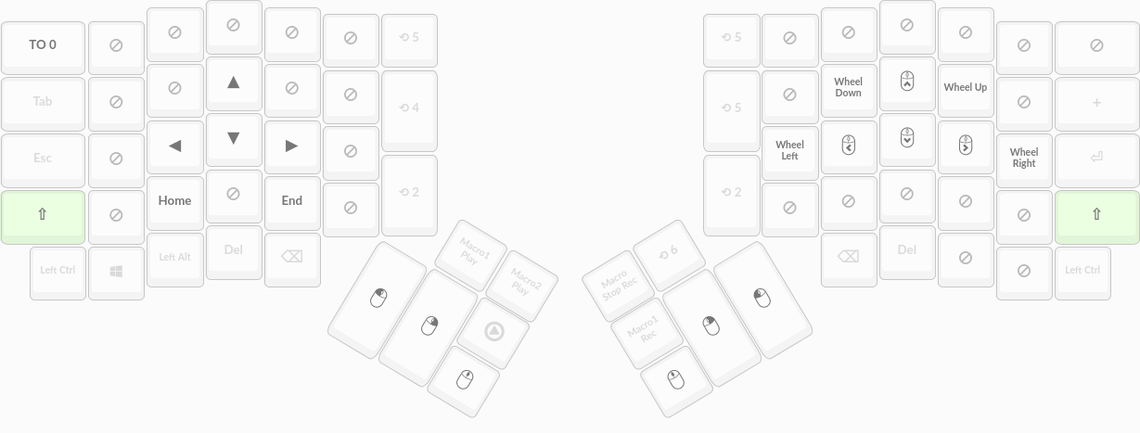 TO 0
5
5
Tab
4
5
Wheel
Down
Wheel Up
+
Esc
Wheel
Left
Wheel
Right
Home
End
2
2
Left Ctrl
Left Alt
Del
Del
Left Ctrl
Macro1
Play
Macro2
Play
Macro
Stop Rec
6
Macro1
Rec